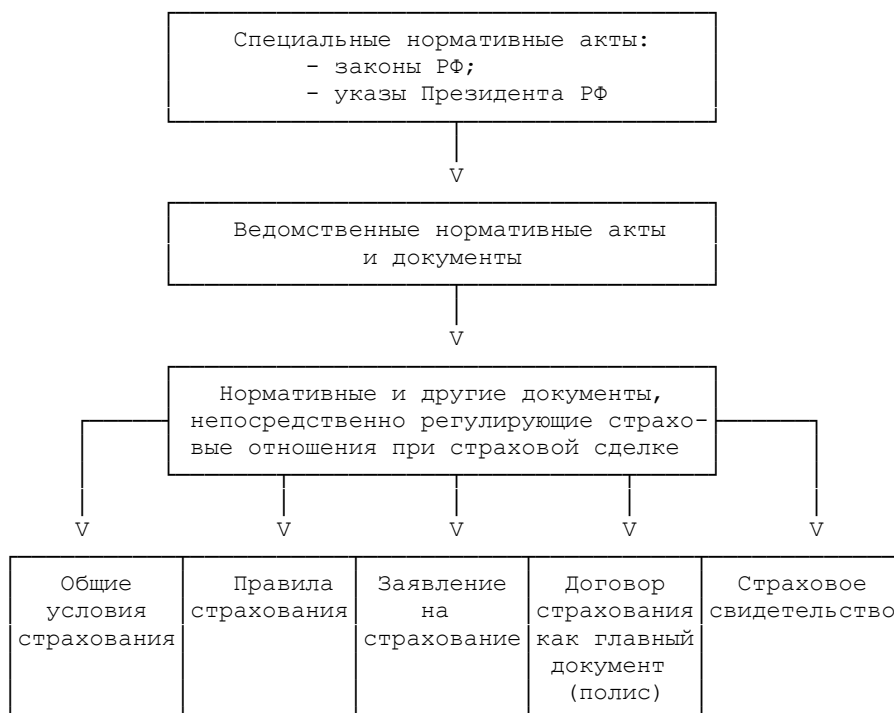 Специальные нормативные акты:
- законы РФ;
- указы Президента РФ
V
Ведомственные нормативные акты
и документы
V
Нормативные и другие документы,
непосредственно регулирующие страхо-
вые отношения при страховой сделке
V V V V V
Общие
условия
страхования
Правила
страхования
Заявление
на
страхование
Договор
страхования
как главный
документ
(полис)
Страховое
свидетельство